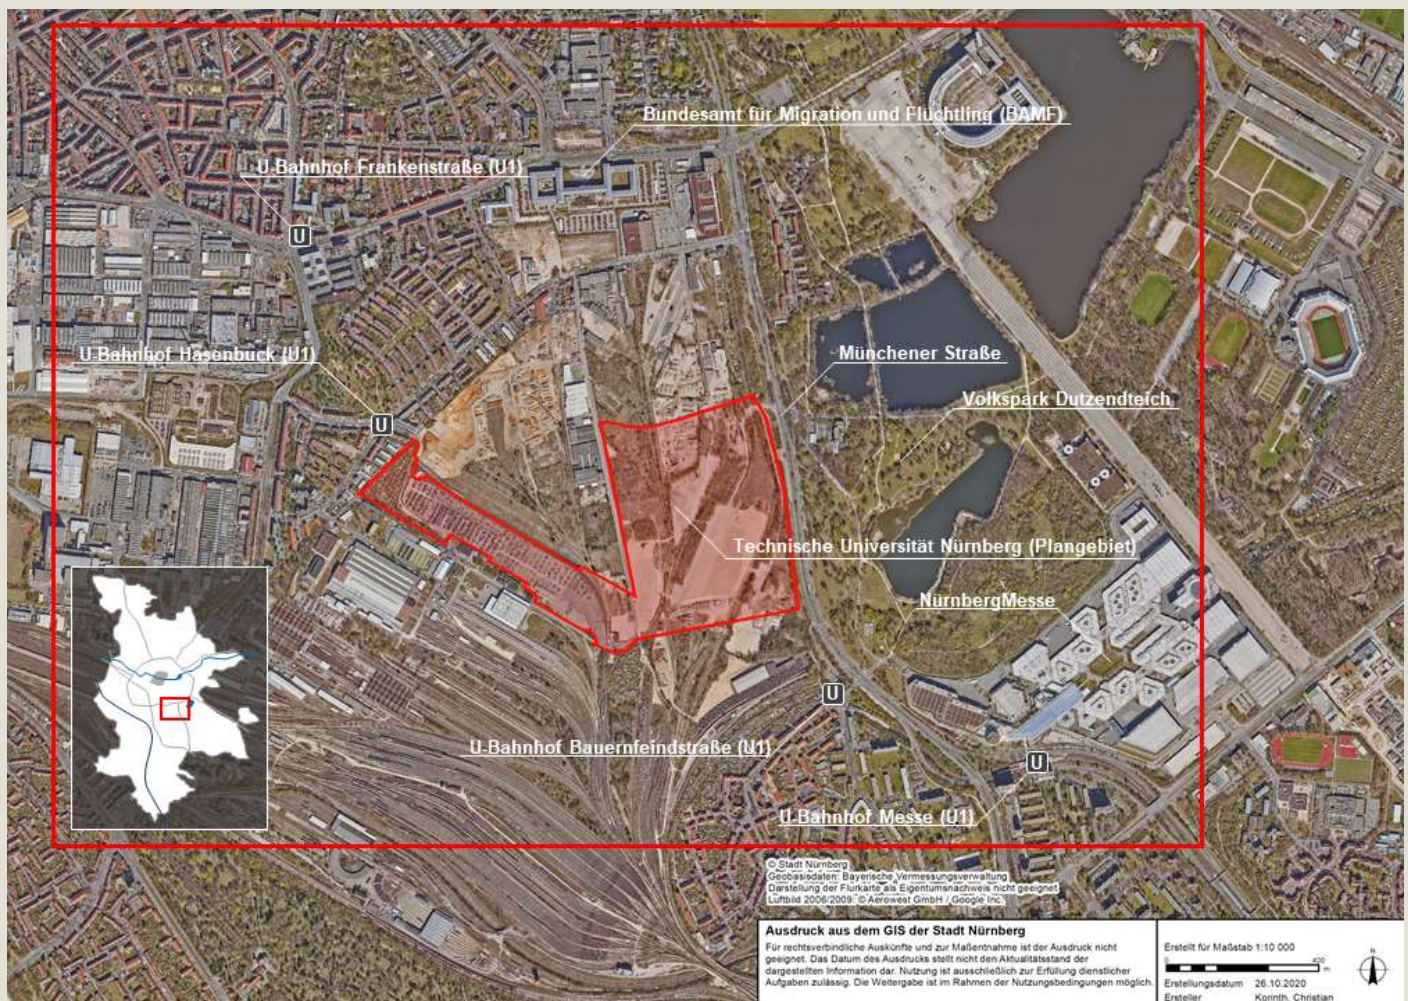 Bundesamt für Migration und Flüchtling (BAMF)
U-Bahnhof Frankenstraße (U1)
U
U-Bahnhof Hasenbuck (U1)
Münchener Straße
Volkspark Dutzendteich
U
Technische Universität Nürnberg (Plangebiet)
NürnbergMesse
U
U-Bahnhof Bauernfeindstraße (U1)
U
U-Bahnhof Messe (U1)
© Stadt Nürnberg
Geobasisdaten: Bayerische Vermessungsverwaltung
Darstellung der Flurkarte als Eigentumsnachweis nicht geeignet
Luftbild 2006/2009: © Aerowest GmbH / Google Inc.
Ausdruck aus dem GIS der Stadt Nürnberg
Für rechtsverbindliche Auskünfte und zur Maßentnahme ist der Ausdruck nicht
geeignet. Das Datum des Ausdrucks stellt nicht den Aktualitätsstand der
dargestellten Information dar. Nutzung ist ausschließlich zur Erfüllung dienstlicher
Aufgaben zulässig. Die Weitergabe ist im Rahmen der Nutzungsbedingungen möglich.
Erstellt für Maßstab 1:10 000
0 400
m
Erstellungsdatum 26.10.2020
Ersteller Korinth, Christian
N